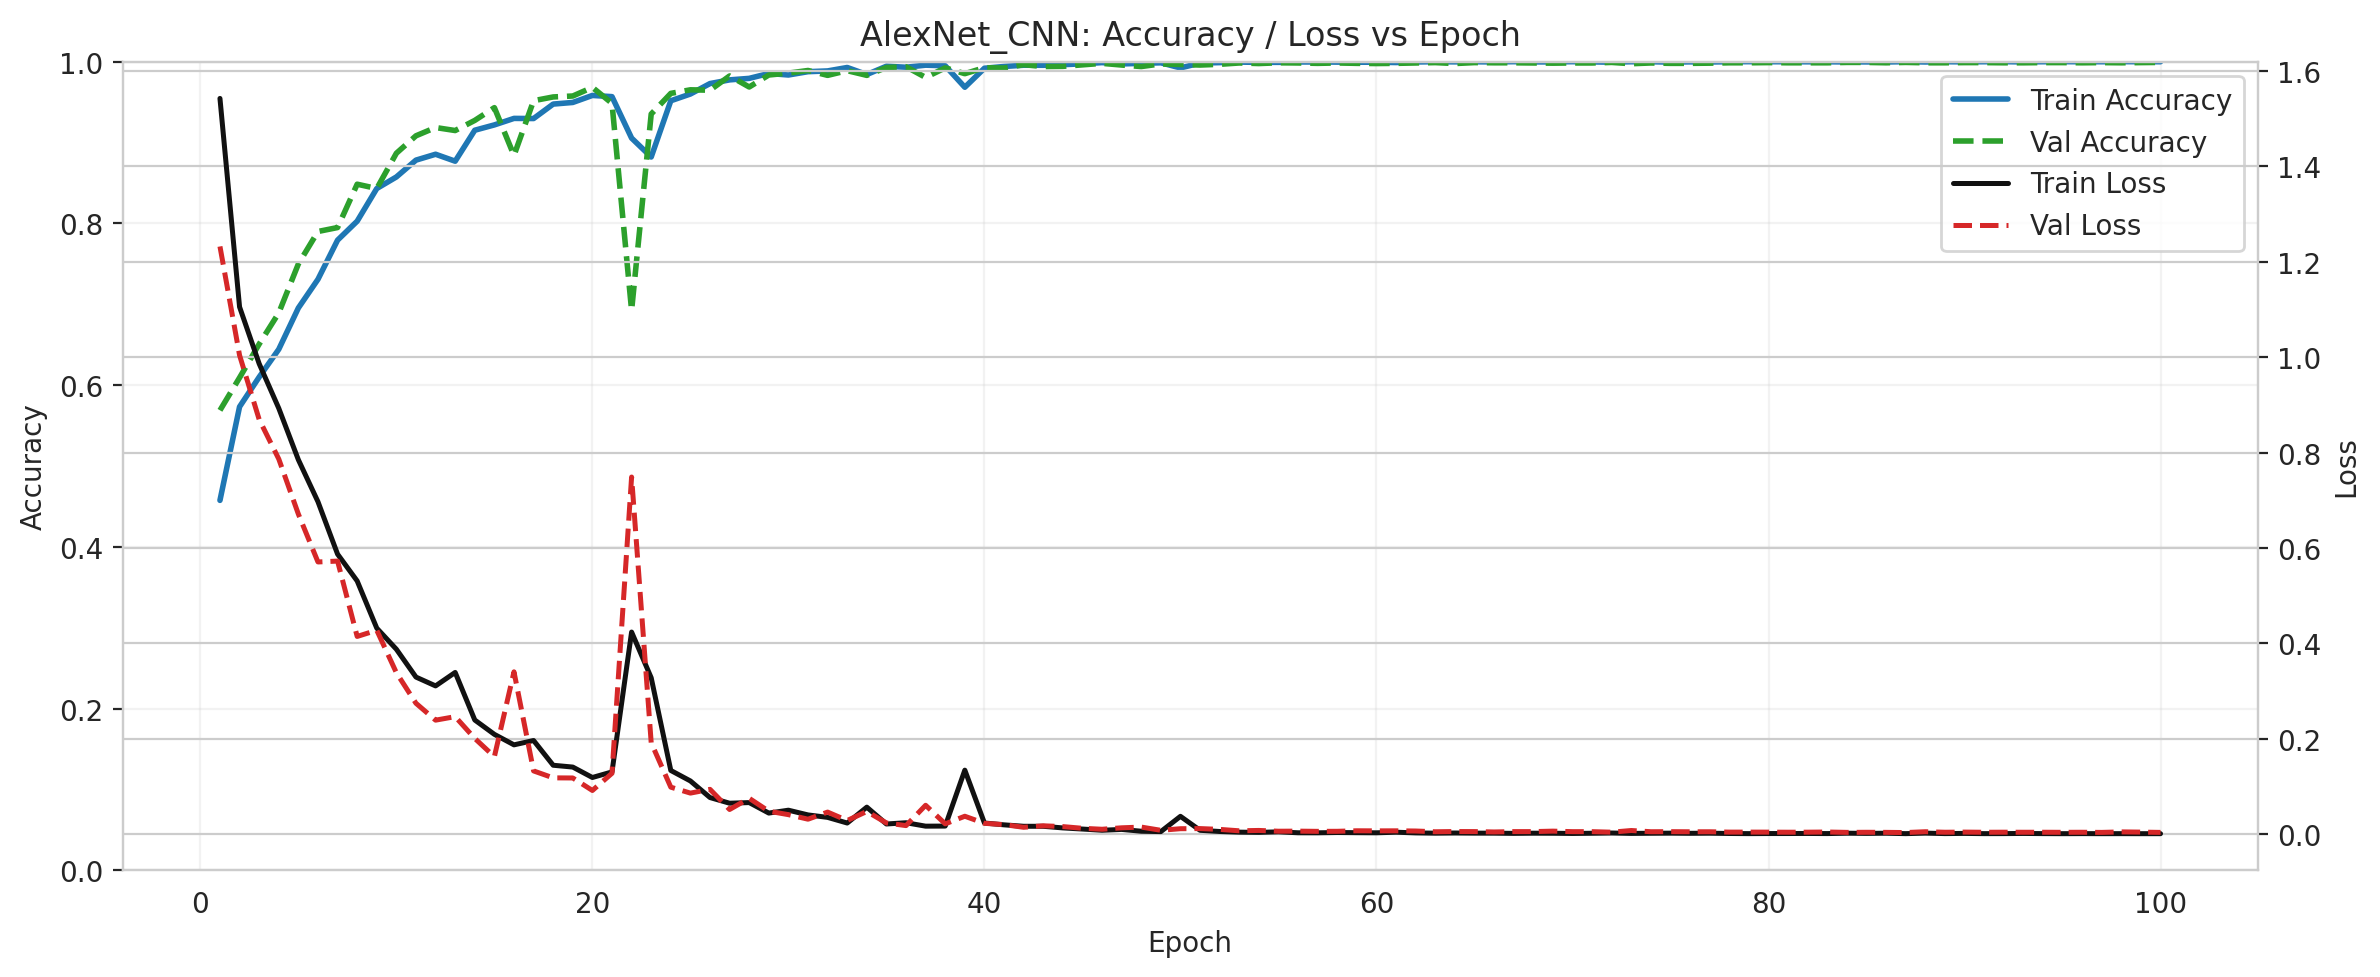 AlexNet_CNN: Accuracy / Loss vs Epoch
1.0
0.8
0.6
0.4
0.2
0.0
Accuracy
1.6
1.4
1.2
1.0
0.8
0.6
0.4
0.2
0.0
Loss
Train Accuracy
Val Accuracy
Train Loss
Val Loss
0 20 40 60 80 100
Epoch